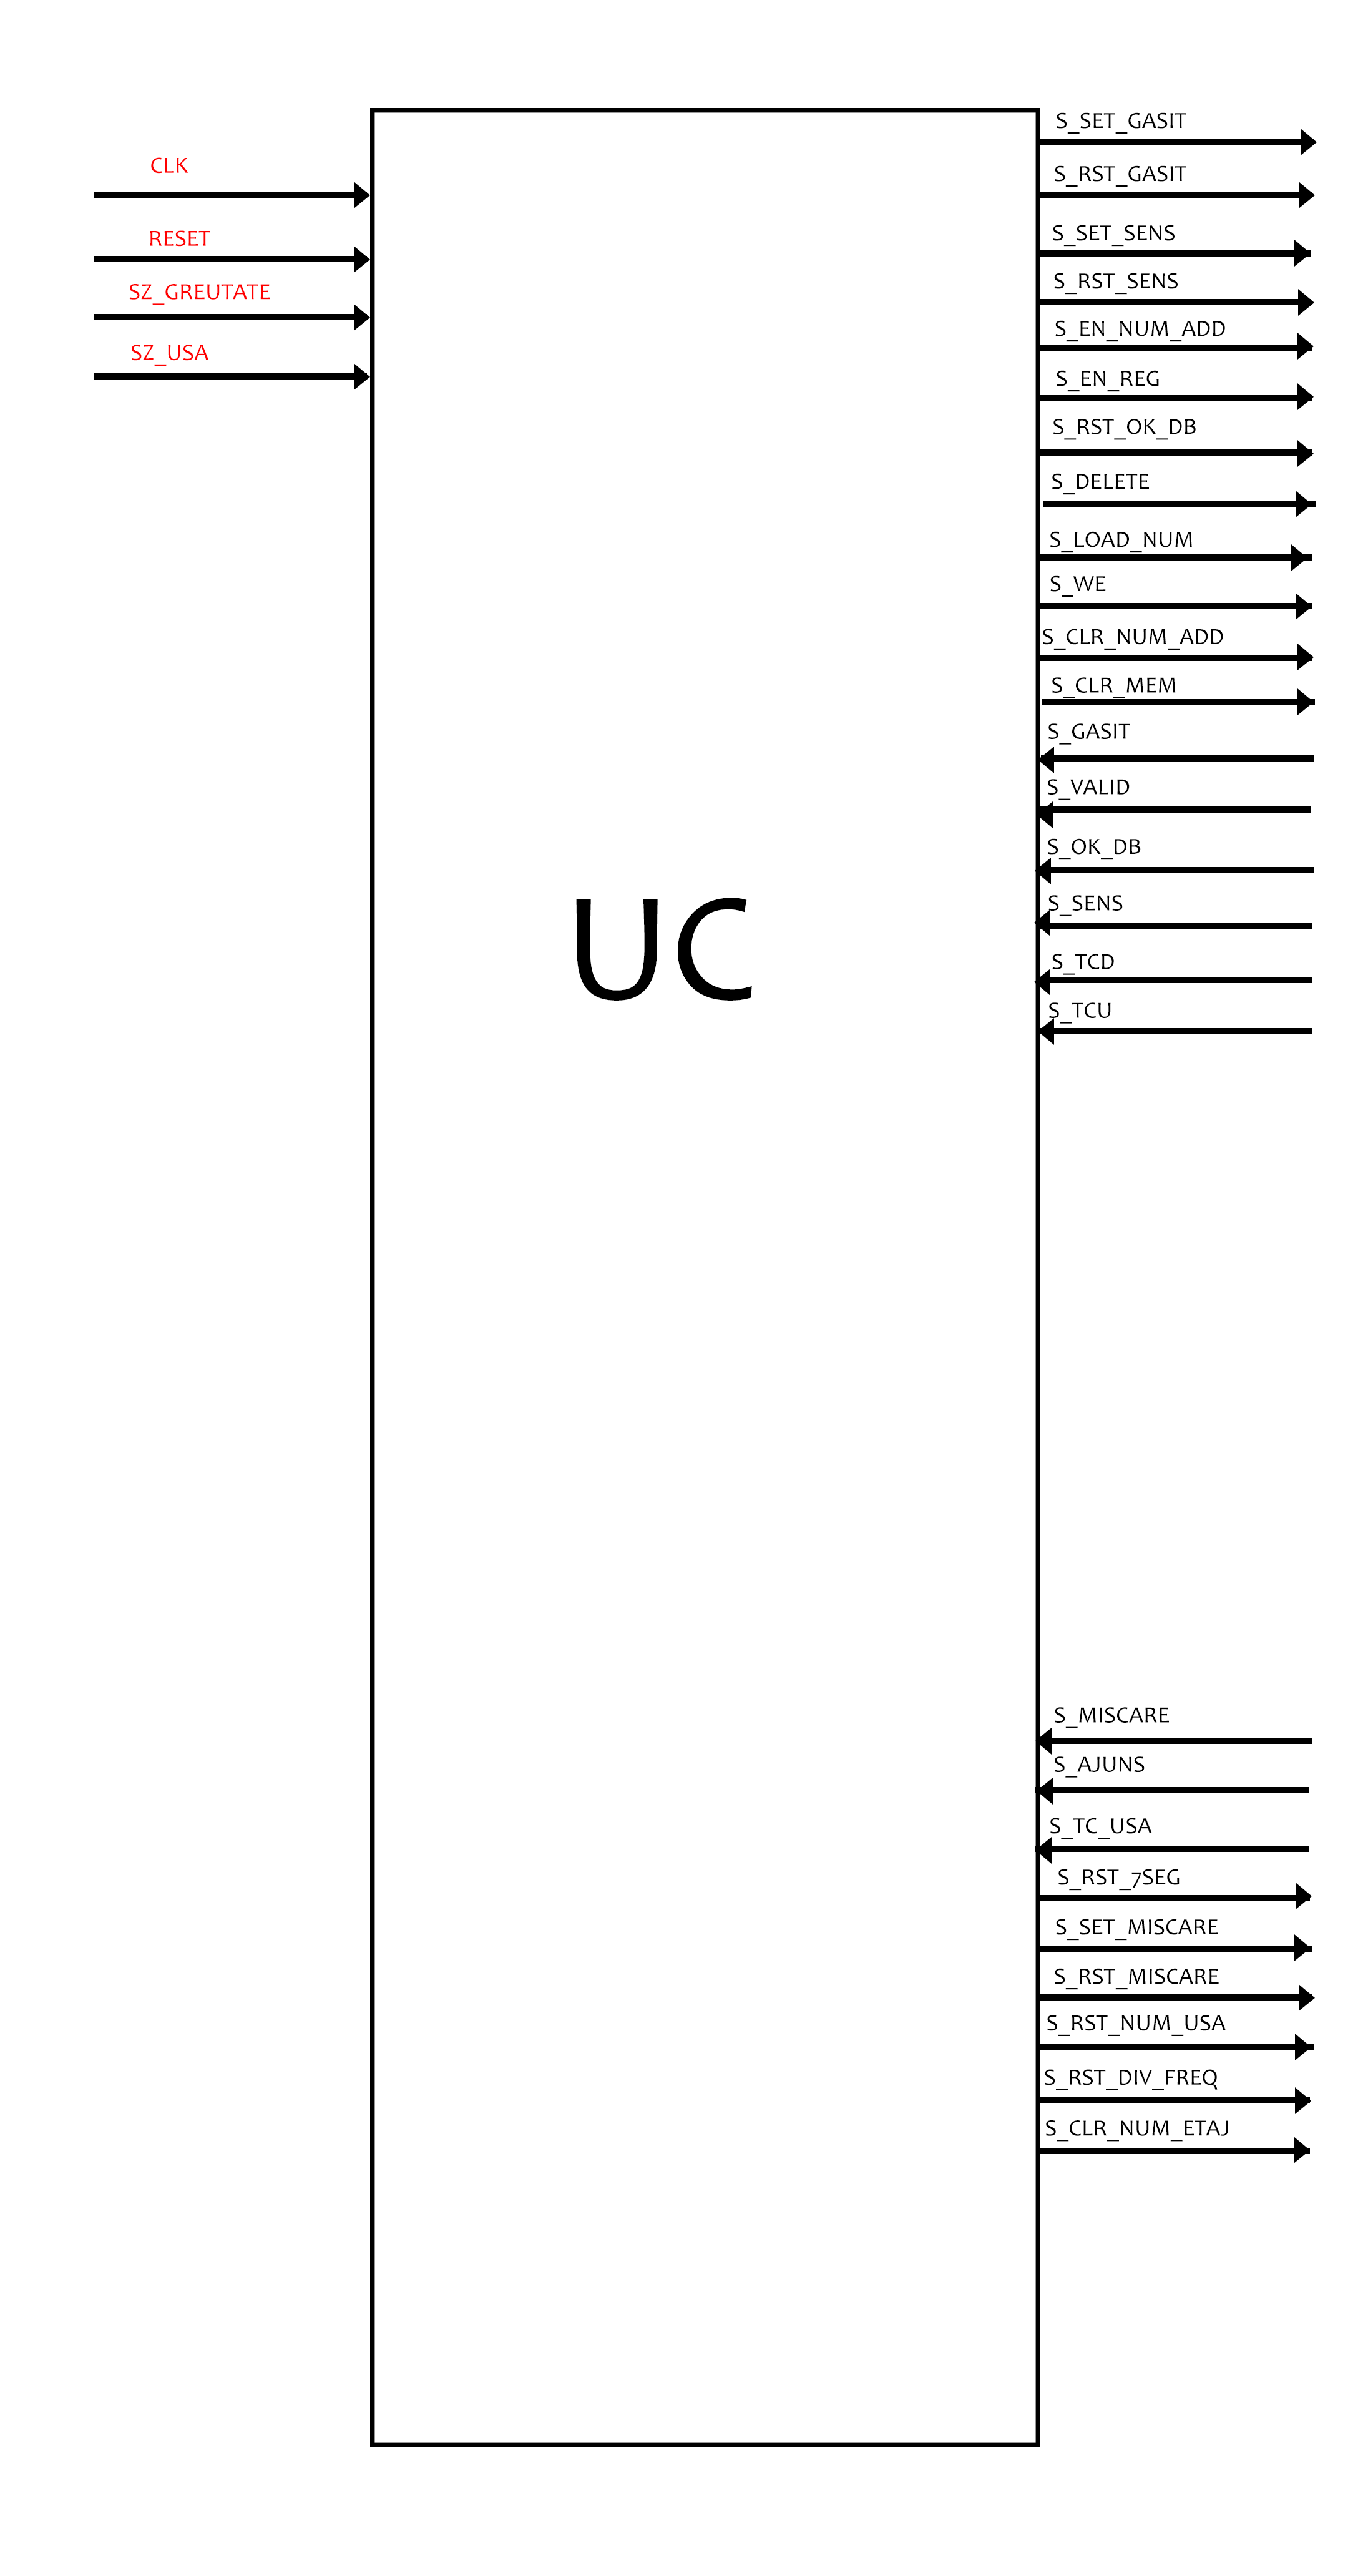 CLK
RESET
SZ_GREUTATE
SZ_USA
UC
S_SET_GASIT
S_RST_GASIT
S_SET_SENS
S_RST_SENS
S_EN_NUM_ADD
S_EN_REG
S_RST_OK_DB
S_DELETE
S_LOAD_NUM
S_WE
S_CLR_NUM_ADD
S_CLR_MEM
S_GASIT
S_VALID
S_OK_DB
S_SENS
S_TCD
S_TCU
S_MISCARE
S_AJUNS
S_TC_USA
S_RST_7SEG
S_SET_MISCARE
S_RST_MISCARE
S_RST_NUM_USA
S_RST_DIV_FREQ
S_CLR_NUM_ETAJ